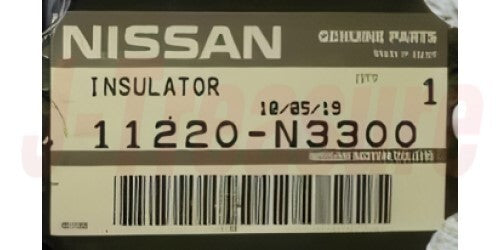 NISSAN
GENUINE PARTS
INSULATOR
1
10/05/19
11220-N3300